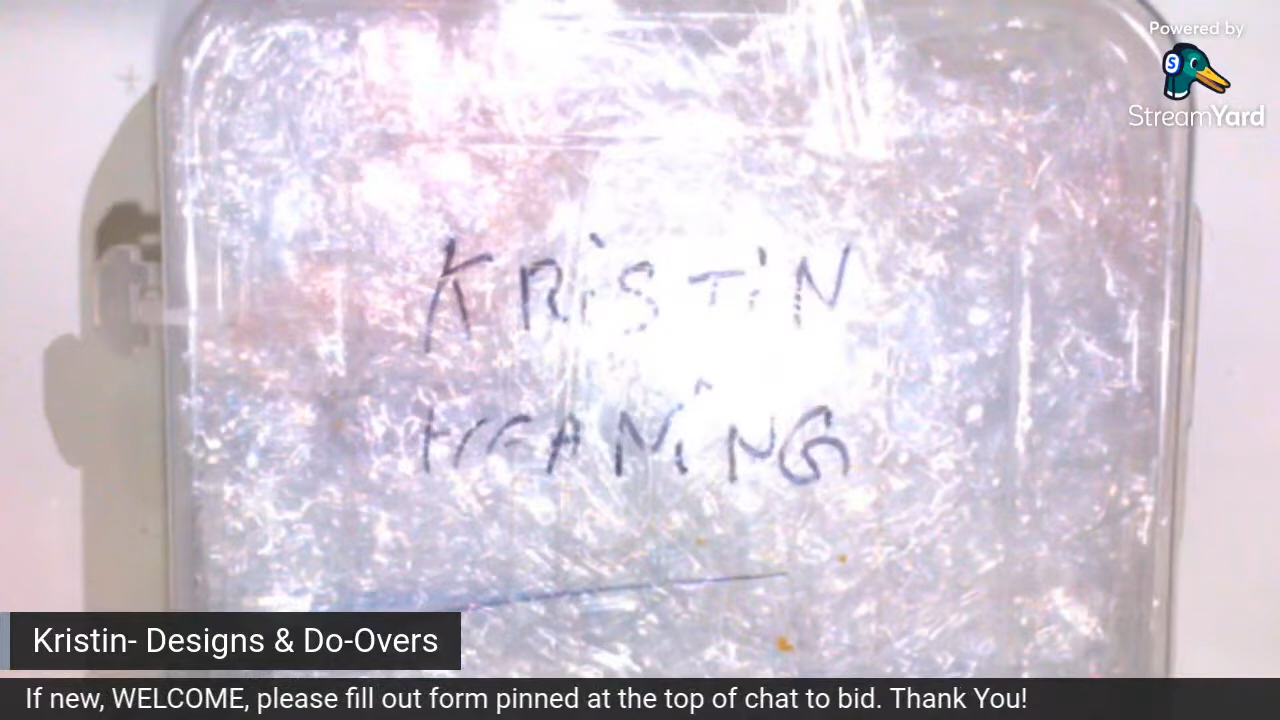 Powered by
StreamYard
KRiSTiN
HEANiNG
Kristin- Designs & Do-Overs
If new, WELCOME, please fill out form pinned at the top of chat to bid. Thank You!